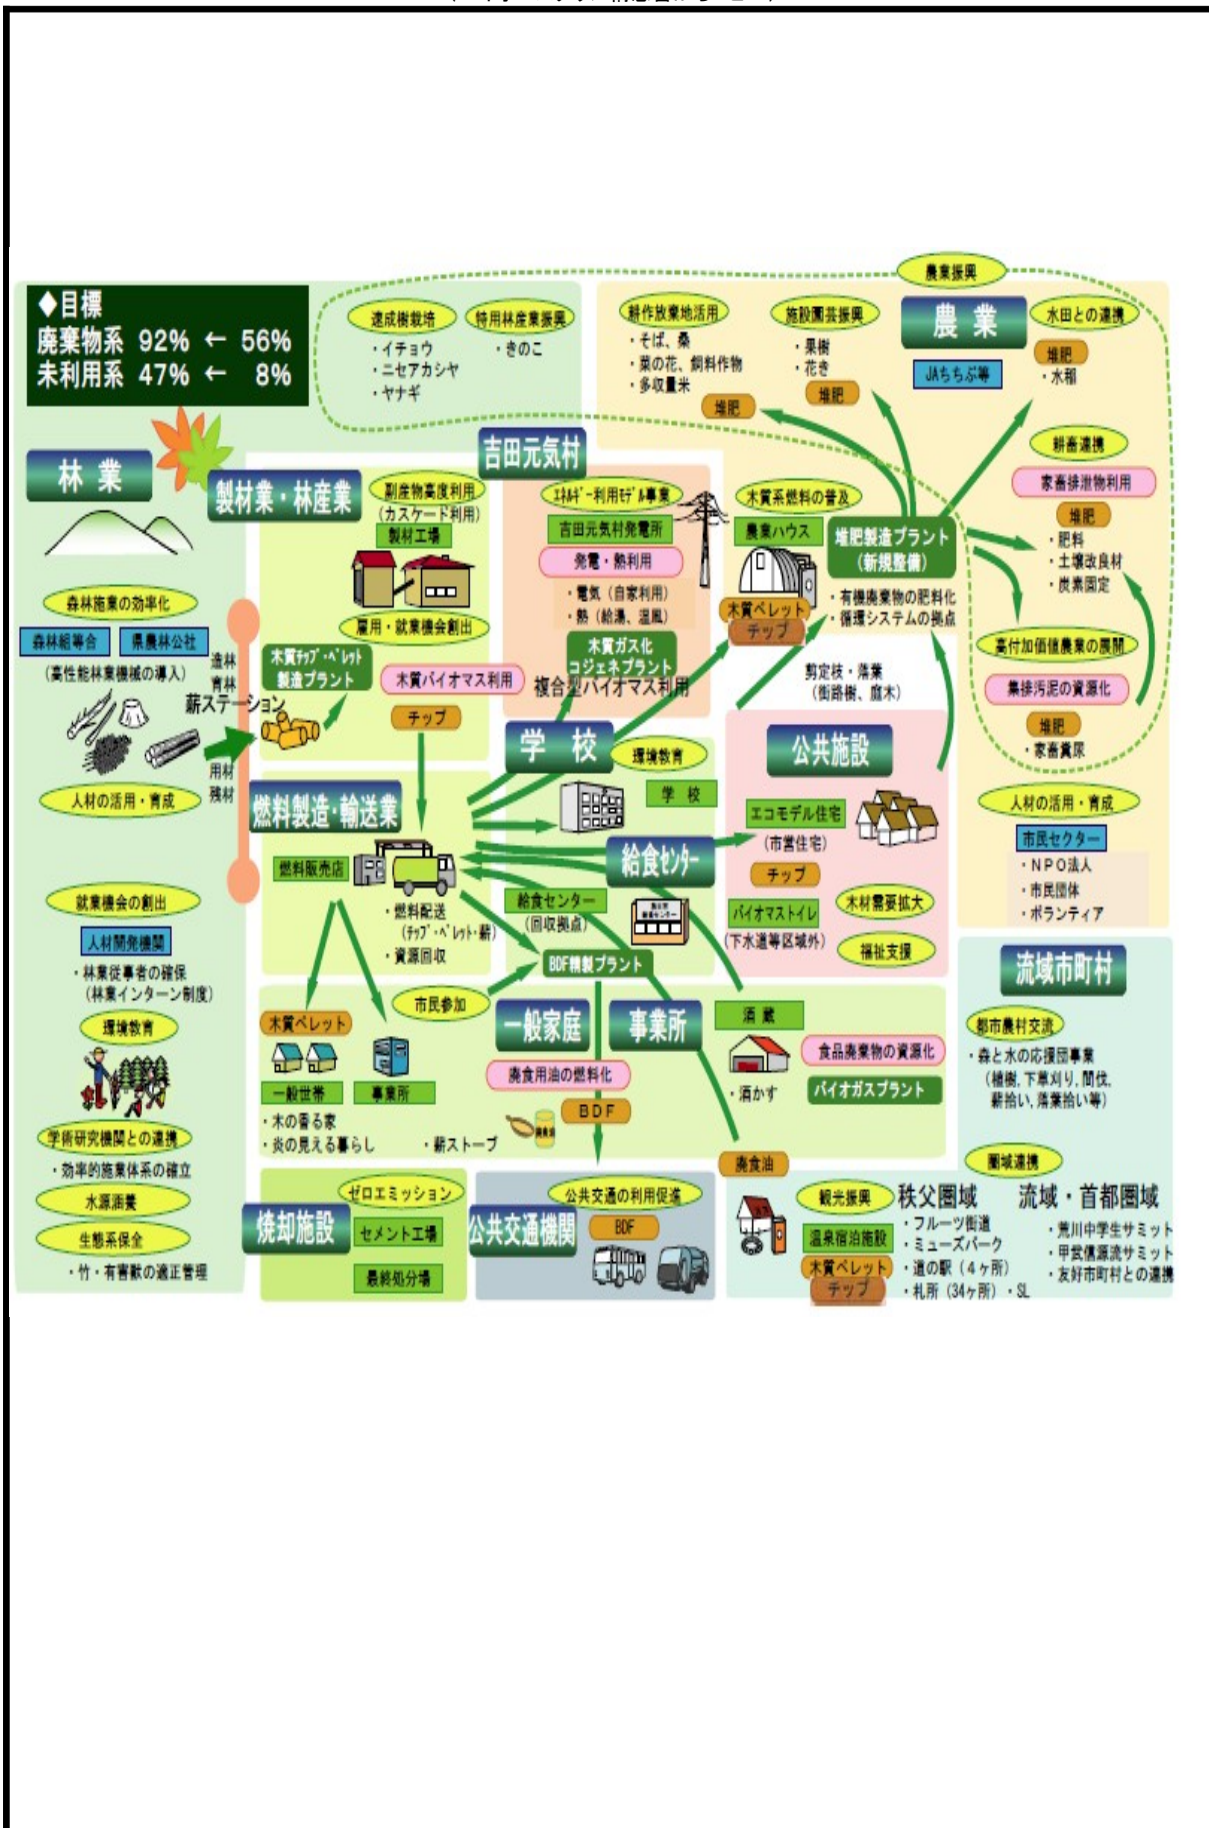 ◆目標
廃棄物系 92% ← 56%
未利用系 47% ← 8%
林業
森林施業の効率化
森林組等合
県農林公社
(高性能林業機械の導入)
造林
育林
薪ステーション
用材
残材
人材の活用・育成
就業機会の創出
人材開発機関
・林業従事者の確保
(林業インターン制度)
環境教育
学術研究機関との連携
・効率的施業体系の確立
水源涵養
生態系保全
・竹・有害獣の適正管理
速成樹栽培
・イチョウ
・ニセアカシヤ
・ヤナギ
特用林産業振興
・きのこ
製材業・林産業
副産物高度利用
(カスケード利用)
製材工場
雇用・就業機会創出
木質チップ・ペレット
製造プラント
木質バイオマス利用
チップ
吉田元気村
エネルギー利用モデル事業
吉田元気村発電所
発電・熱利用
・電気(自家利用)
・熱(給湯、温風)
木質ガス化
コジェネプラント
複合型バイオマス利用
農業振興
耕作放棄地活用
・そば、桑
・菜の花、飼料作物
・多収量米
堆肥
施設園芸振興
・果樹
・花き
堆肥
農業
JAちちぶ等
水田との連携
堆肥
・水稲
木質系燃料の普及
農業ハウス
木質ペレット
チップ
堆肥製造プラント
(新規整備)
・有機廃棄物の肥料化
・循環システムの拠点
耕畜連携
家畜排泄物利用
堆肥
・肥料
・土壌改良材
・炭素固定
高付加価値農業の展開
集排汚泥の資源化
堆肥
・家畜糞尿
人材の活用・育成
市民セクター
・NPO法人
・市民団体
・ボランティア
剪定枝・落葉
(街路樹、庭木)
燃料製造・輸送業
燃料販売店
・燃料配送
(チップ・ペレット・薪)
・資源回収
学校
環境教育
学校
給食センター
給食センター
(回収拠点)
BDF精製プラント
公共施設
エコモデル住宅
(市営住宅)
チップ
バイオマストイレ
(下水道等区域外)
木材需要拡大
福祉支援
市民参加
木質ペレット
一般世帯
事業所
・木の香る家
・炎の見える暮らし
・薪ストーブ
一般家庭
事業所
廃食用油の燃料化
BDF
酒蔵
・酒かす
食品廃棄物の資源化
バイオガスプラント
廃食油
焼却施設
ゼロエミッション
セメント工場
最終処分場
公共交通機関
公共交通の利用促進
BDF
流域市町村
都市農村交流
・森と水の応援団事業
(植樹,下草刈り,間伐,
薪拾い,落葉拾い等)
圏域連携
観光振興
温泉宿泊施設
木質ペレット
チップ
秩父圏域
・フルーツ街道
・ミューズパーク
・道の駅(4ヶ所)
・札所(34ヶ所)・SL
流域・首都圏域
・荒川中学生サミット
・甲武信源流サミット
・友好市町村との連携